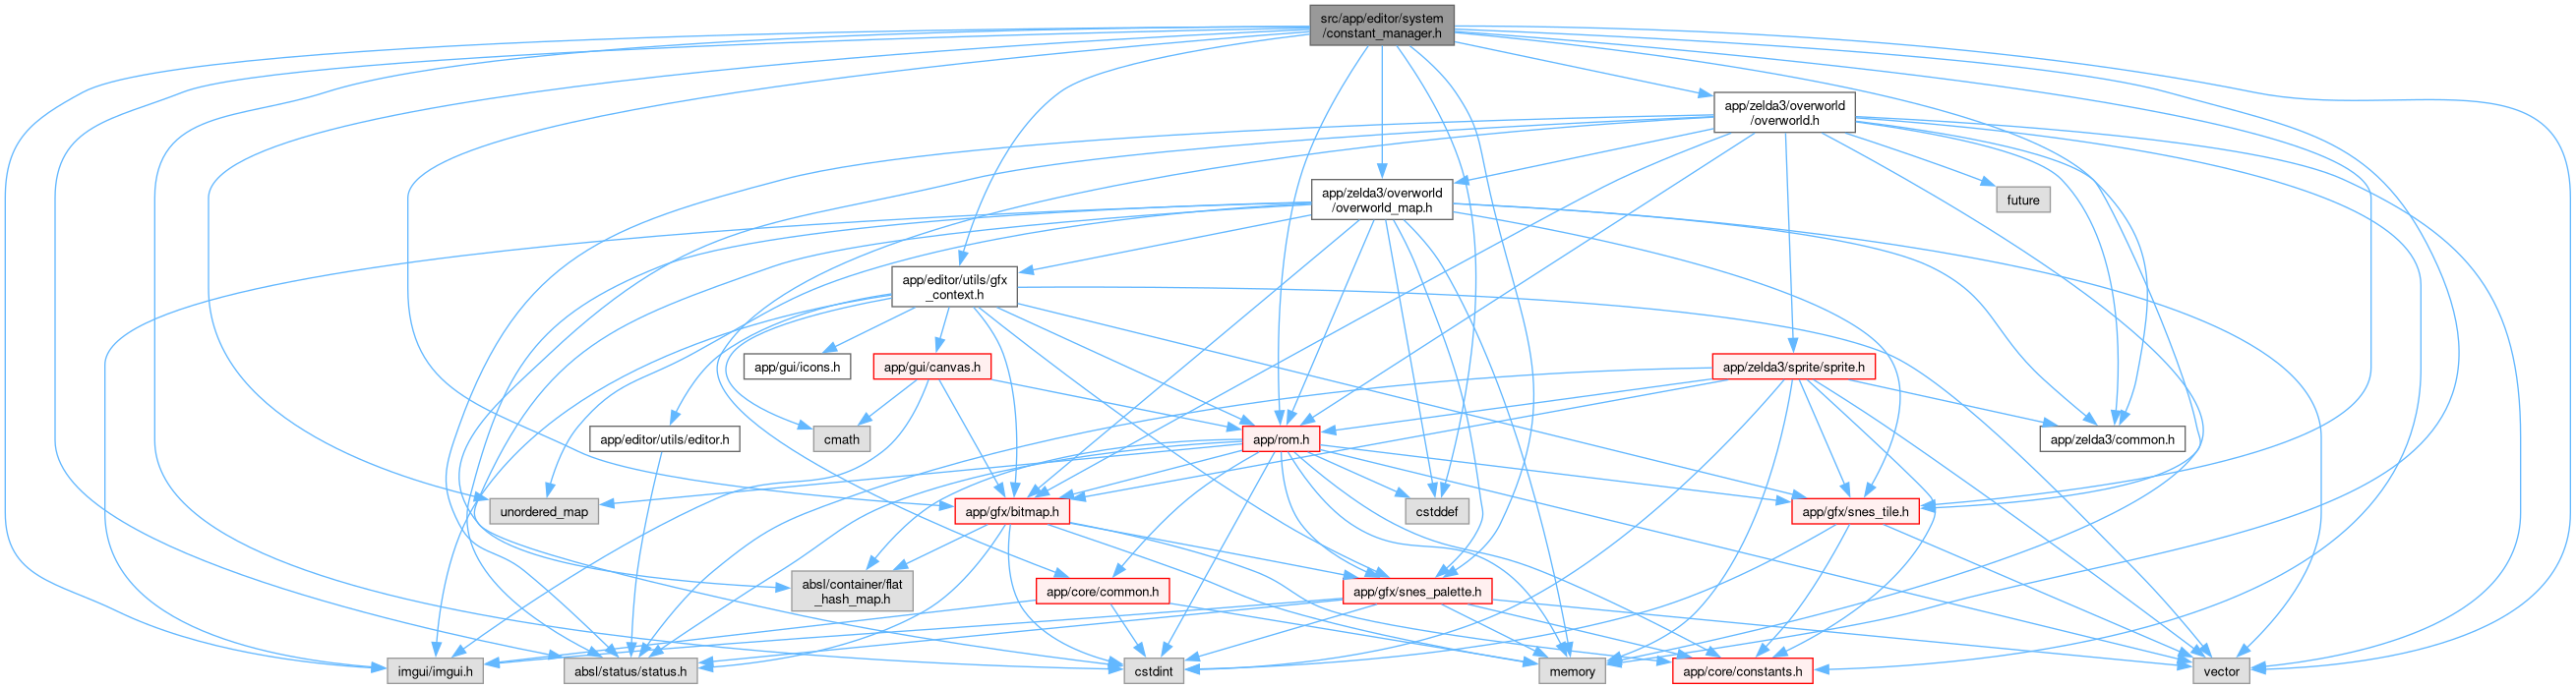 src/app/editor/system
/constant_manager.h
app/zelda3/overworld
/overworld.h
app/zelda3/overworld
/overworld_map.h
future
app/editor/utils/gfx
_context.h
app/gui/icons.h
app/gui/canvas.h
app/zelda3/sprite/sprite.h
app/editor/utils/editor.h
cmath
app/rom.h
app/zelda3/common.h
unordered_map
app/gfx/bitmap.h
cstddef
app/gfx/snes_tile.h
absl/container/flat
_hash_map.h
app/core/common.h
app/gfx/snes_palette.h
imgui/imgui.h
absl/status/status.h
cstdint
memory
app/core/constants.h
vector